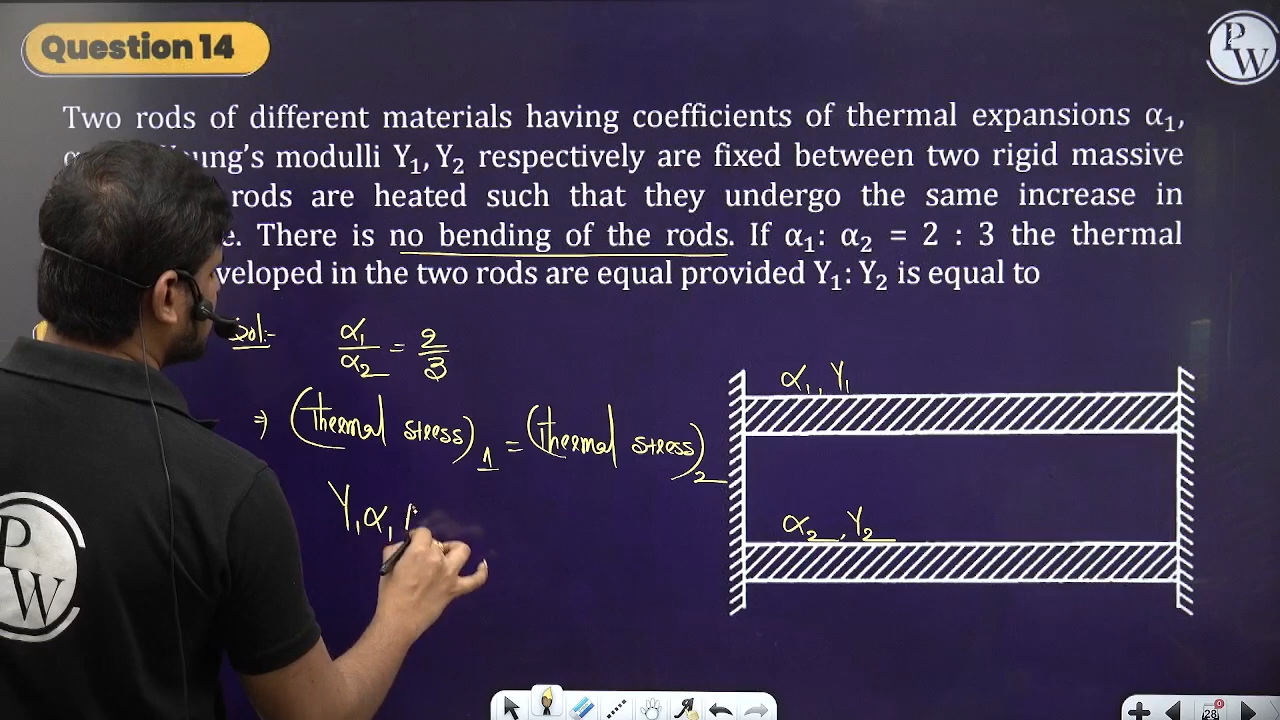 Question 14
P
W
Two rods of different materials having coefficients of thermal expansions α₁,
Young's modulli Y₁, Y₂ respectively are fixed between two rigid massive
rods are heated such that they undergo the same increase in
There is no bending of the rods. If α₁: α₂ = 2 : 3 the thermal
in the two rods are equal provided Y₁: Y₂ is equal to
Sol:-
α₁/α₂ = 2/3
⇒ (Thermal stress)₁ = (Thermal stress)₂
Y₁α₁
α₁, Y₁
α₂, Y₂
P
W
28